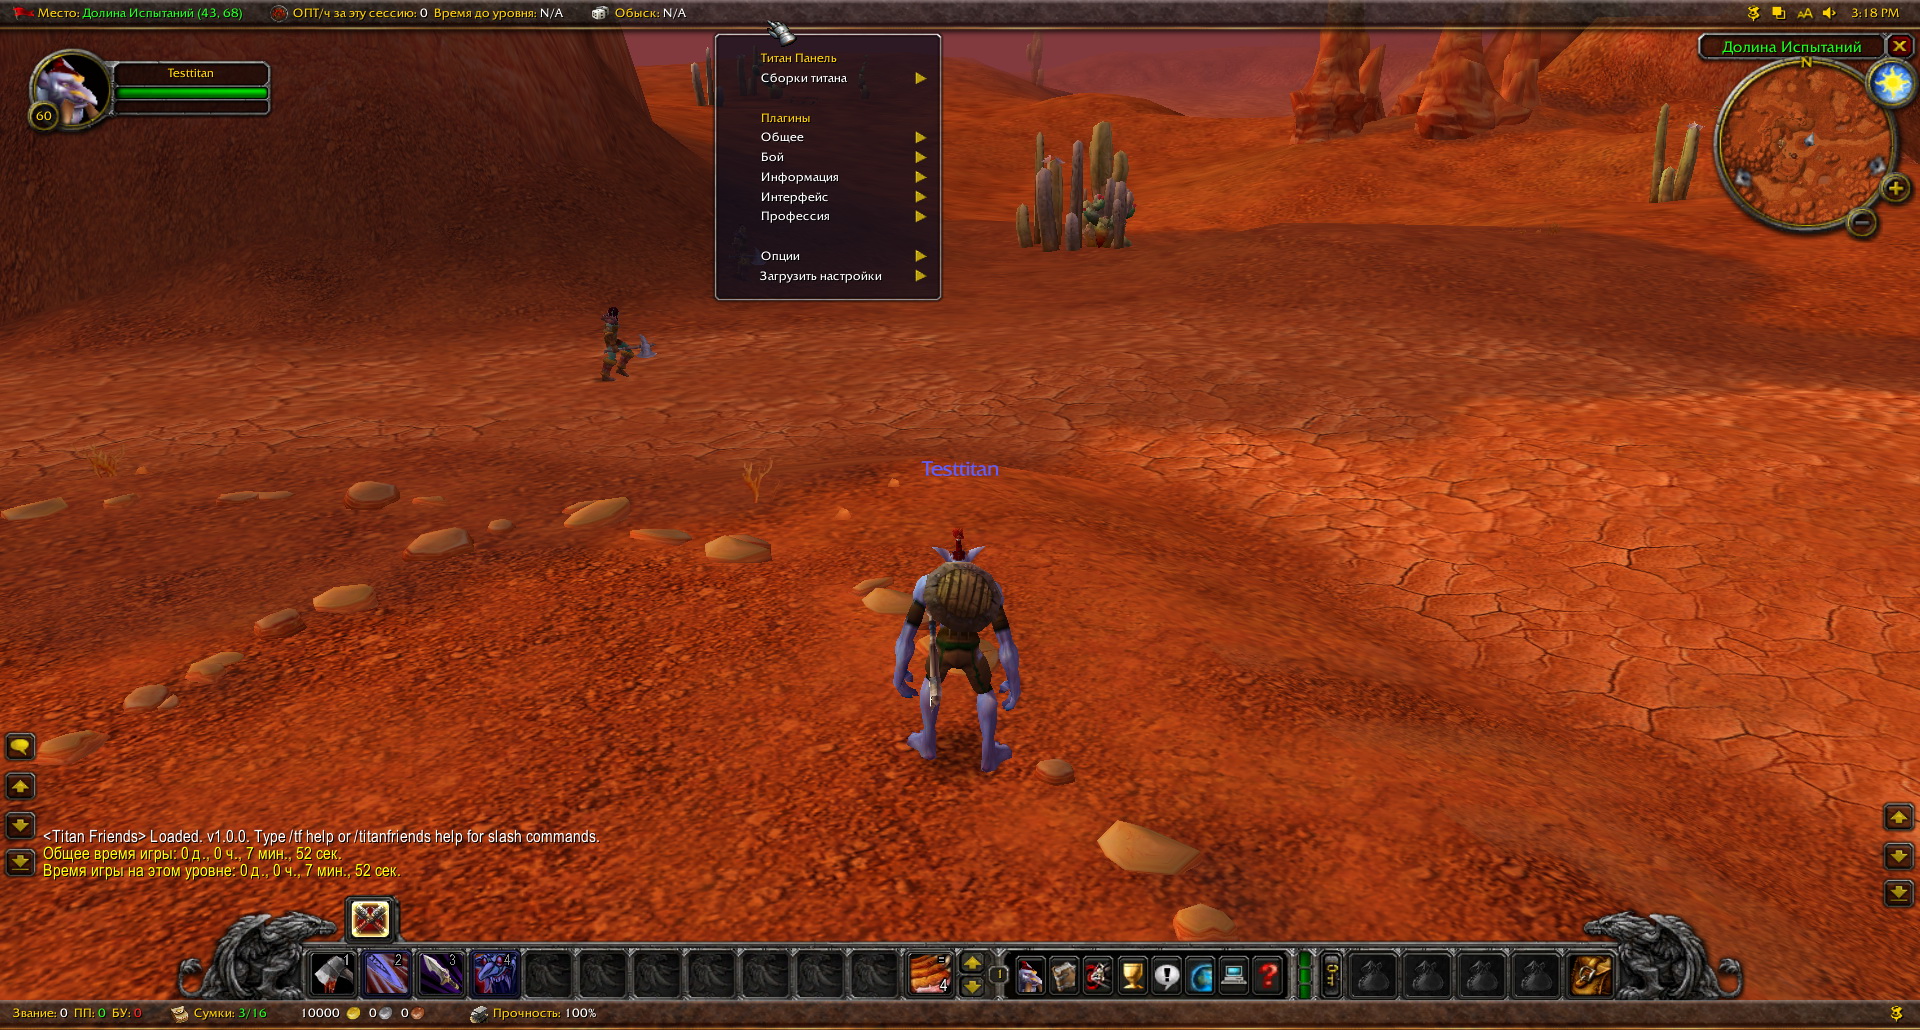 Место: Долина Испытаний (43, 68) ОПТ/ч за эту сессию: 0 Время до уровня: N/A Обыск: N/A 3:18 PM
Титан Панель
Сборки титана
Плагины
Общее
Бой
Информация
Интерфейс
Профессия
Опции
Загрузить настройки
Долина Испытаний
N
Testtitan
60
Testtitan
<Titan Friends> Loaded. v1.0.0. Type /tf help or /titanfriends help for slash commands.
Общее время игры: 0 д., 0 ч., 7 мин., 52 сек.
Время игры на этом уровне: 0 д., 0 ч., 7 мин., 52 сек.
1 2 3 4 = 4 1
Звание: 0 ПП: 0 БУ: 0 Сумки: 3/16 10000 0 0 Прочность: 100%